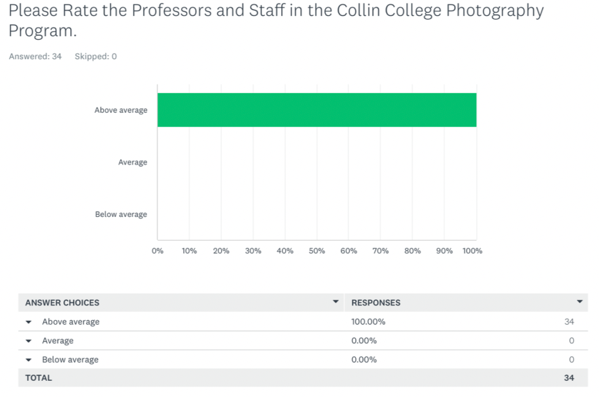 Please Rate the Professors and Staff in the Collin College Photography
Program.
Answered: 34 Skipped: 0
Above average
Average
Below average
0% 10% 20% 30% 40% 50% 60% 70% 80% 90% 100%
ANSWER CHOICES RESPONSES
Above average 100.00% 34
Average 0.00% 0
Below average 0.00% 0
TOTAL 34